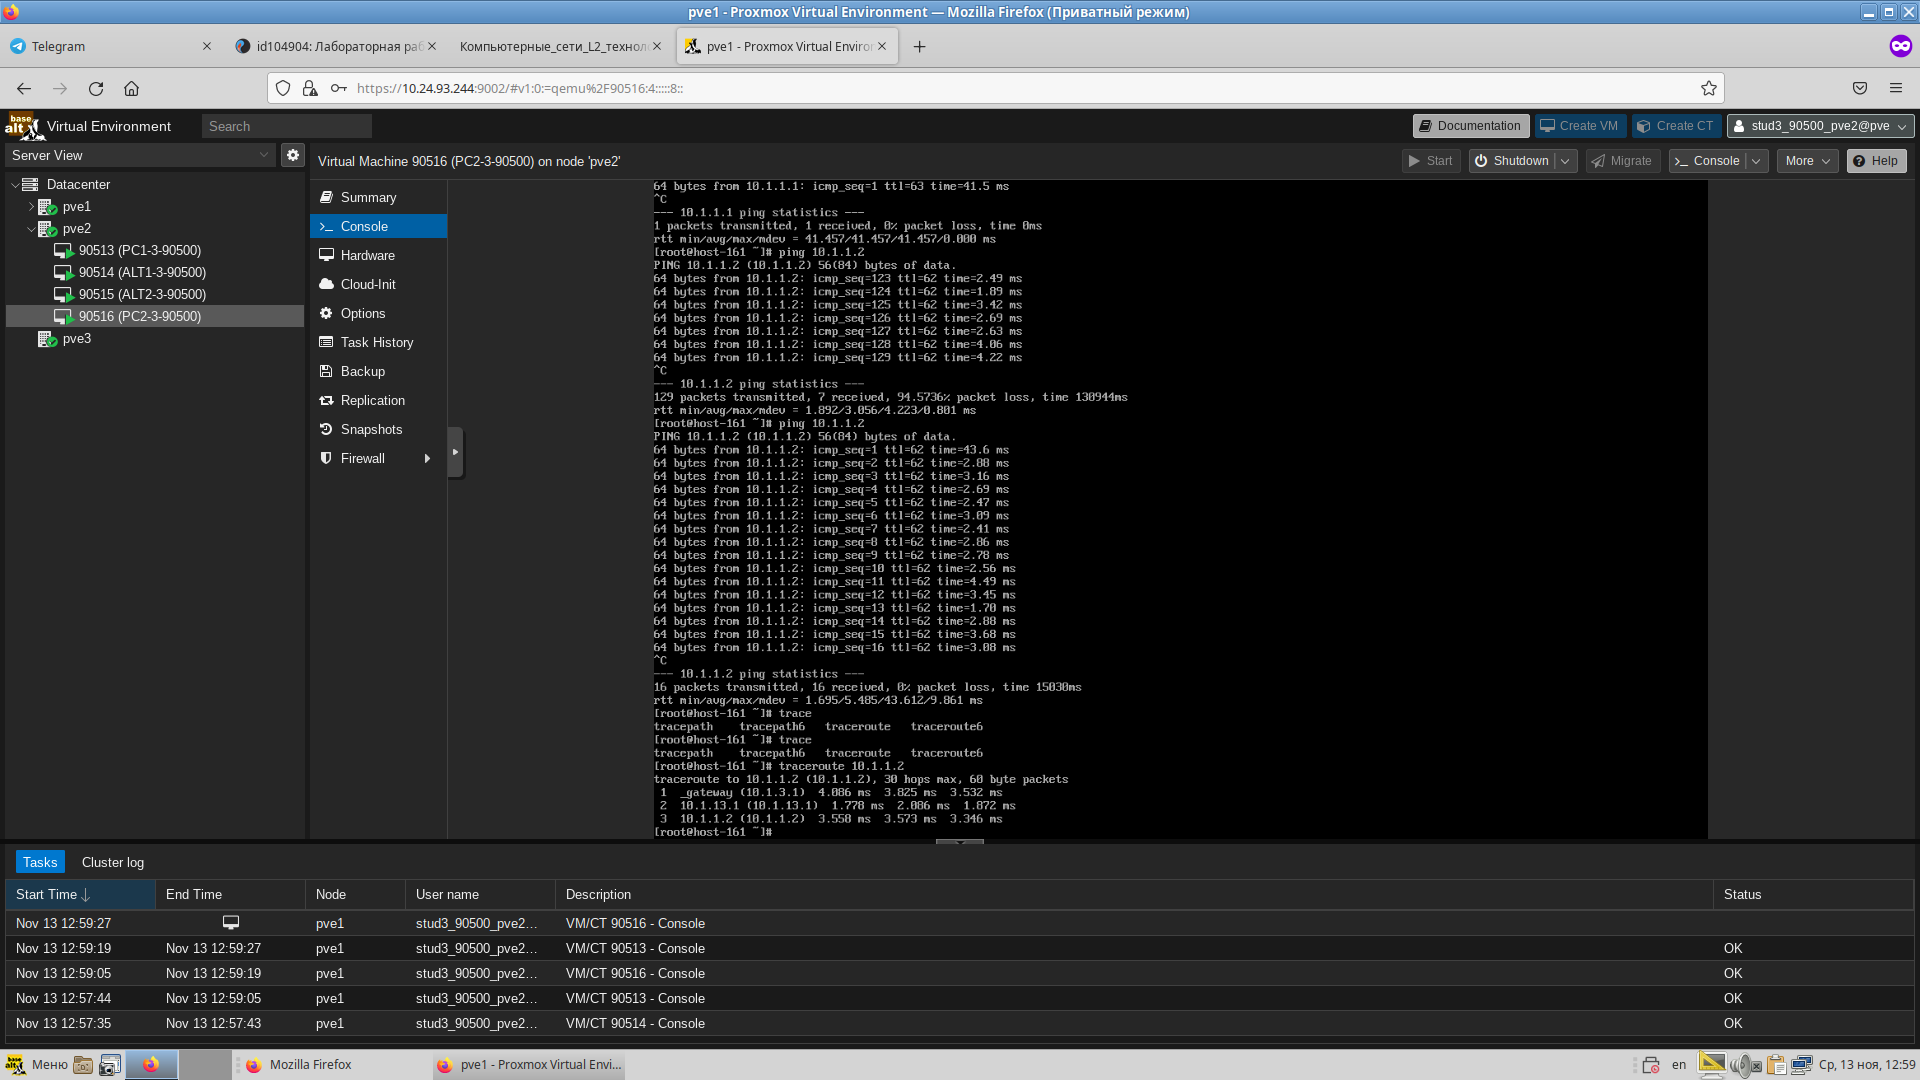 pve1 - Proxmox Virtual Environment — Mozilla Firefox (Приватный режим)
Telegram
id104904: Лабораторная раб
Компьютерные_сети_L2_технол
pve1 - Proxmox Virtual Enviror
https://10.24.93.244:9002/#v1:0:=qemu%2F90516:4:::::8::
base alt
Virtual Environment
Search
Documentation
Create VM
Create CT
stud3_90500_pve2@pve
Server View
Virtual Machine 90516 (PC2-3-90500) on node 'pve2'
Start
Shutdown
Migrate
Console
More
Help
Datacenter
pve1
pve2
90513 (PC1-3-90500)
90514 (ALT1-3-90500)
90515 (ALT2-3-90500)
90516 (PC2-3-90500)
pve3
Summary
Console
Hardware
Cloud-Init
Options
Task History
Backup
Replication
Snapshots
Firewall
64 bytes from 10.1.1.1: icmp_seq=1 ttl=63 time=41.5 ms
^C
--- 10.1.1.1 ping statistics ---
1 packets transmitted, 1 received, 0% packet loss, time 0ms
rtt min/avg/max/mdev = 41.457/41.457/41.457/0.000 ms
[root@host-161 ~]# ping 10.1.1.2
PING 10.1.1.2 (10.1.1.2) 56(84) bytes of data.
64 bytes from 10.1.1.2: icmp_seq=123 ttl=62 time=2.49 ms
64 bytes from 10.1.1.2: icmp_seq=124 ttl=62 time=1.89 ms
64 bytes from 10.1.1.2: icmp_seq=125 ttl=62 time=3.42 ms
64 bytes from 10.1.1.2: icmp_seq=126 ttl=62 time=2.69 ms
64 bytes from 10.1.1.2: icmp_seq=127 ttl=62 time=2.63 ms
64 bytes from 10.1.1.2: icmp_seq=128 ttl=62 time=4.06 ms
64 bytes from 10.1.1.2: icmp_seq=129 ttl=62 time=4.22 ms
^C
--- 10.1.1.2 ping statistics ---
129 packets transmitted, 7 received, 94.5736% packet loss, time 130944ms
rtt min/avg/max/mdev = 1.892/3.056/4.223/0.801 ms
[root@host-161 ~]# ping 10.1.1.2
PING 10.1.1.2 (10.1.1.2) 56(84) bytes of data.
64 bytes from 10.1.1.2: icmp_seq=1 ttl=62 time=43.6 ms
64 bytes from 10.1.1.2: icmp_seq=2 ttl=62 time=2.88 ms
64 bytes from 10.1.1.2: icmp_seq=3 ttl=62 time=3.16 ms
64 bytes from 10.1.1.2: icmp_seq=4 ttl=62 time=2.69 ms
64 bytes from 10.1.1.2: icmp_seq=5 ttl=62 time=2.47 ms
64 bytes from 10.1.1.2: icmp_seq=6 ttl=62 time=3.09 ms
64 bytes from 10.1.1.2: icmp_seq=7 ttl=62 time=2.41 ms
64 bytes from 10.1.1.2: icmp_seq=8 ttl=62 time=2.86 ms
64 bytes from 10.1.1.2: icmp_seq=9 ttl=62 time=2.78 ms
64 bytes from 10.1.1.2: icmp_seq=10 ttl=62 time=2.56 ms
64 bytes from 10.1.1.2: icmp_seq=11 ttl=62 time=4.49 ms
64 bytes from 10.1.1.2: icmp_seq=12 ttl=62 time=3.45 ms
64 bytes from 10.1.1.2: icmp_seq=13 ttl=62 time=1.70 ms
64 bytes from 10.1.1.2: icmp_seq=14 ttl=62 time=2.88 ms
64 bytes from 10.1.1.2: icmp_seq=15 ttl=62 time=3.68 ms
64 bytes from 10.1.1.2: icmp_seq=16 ttl=62 time=3.08 ms
^C
--- 10.1.1.2 ping statistics ---
16 packets transmitted, 16 received, 0% packet loss, time 15030ms
rtt min/avg/max/mdev = 1.695/5.485/43.612/9.861 ms
[root@host-161 ~]# trace
tracepath tracepath6 traceroute traceroute6
[root@host-161 ~]# trace
tracepath tracepath6 traceroute traceroute6
[root@host-161 ~]# traceroute 10.1.1.2
traceroute to 10.1.1.2 (10.1.1.2), 30 hops max, 60 byte packets
1 _gateway (10.1.3.1) 4.086 ms 3.825 ms 3.532 ms
2 10.1.13.1 (10.1.13.1) 1.778 ms 2.086 ms 1.872 ms
3 10.1.1.2 (10.1.1.2) 3.558 ms 3.573 ms 3.346 ms
[root@host-161 ~]#
Tasks
Cluster log
Start Time End Time Node User name Description Status
Nov 13 12:59:27 pve1 stud3_90500_pve2... VM/CT 90516 - Console
Nov 13 12:59:19 Nov 13 12:59:27 pve1 stud3_90500_pve2... VM/CT 90513 - Console OK
Nov 13 12:59:05 Nov 13 12:59:19 pve1 stud3_90500_pve2... VM/CT 90516 - Console OK
Nov 13 12:57:44 Nov 13 12:59:05 pve1 stud3_90500_pve2... VM/CT 90513 - Console OK
Nov 13 12:57:35 Nov 13 12:57:43 pve1 stud3_90500_pve2... VM/CT 90514 - Console OK
Меню
Mozilla Firefox
pve1 - Proxmox Virtual Envi...
en
Ср, 13 ноя, 12:59